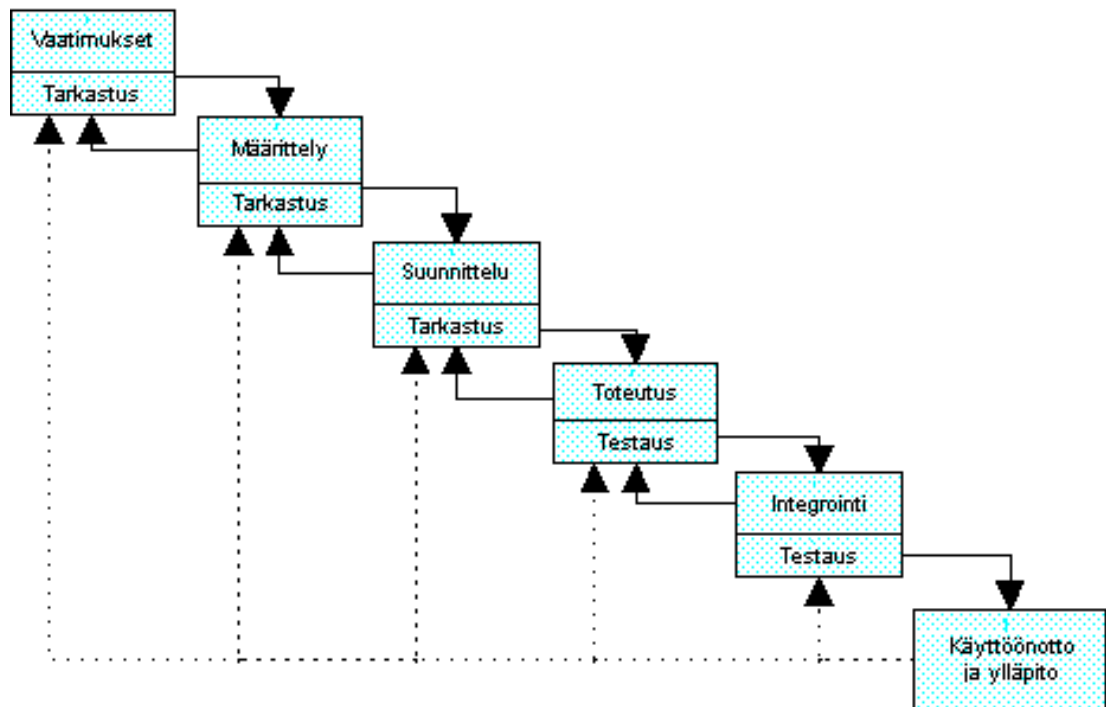 Vaatimukset
Tarkastus
Määrittely
Tarkastus
Suunnittelu
Tarkastus
Toteutus
Testaus
Integrointi
Testaus
Käyttöönotto
ja ylläpito